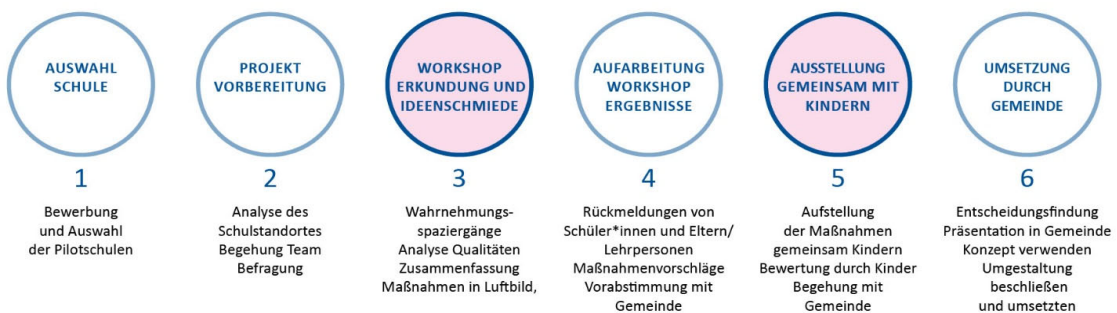 AUSWAHL
SCHULE
1
Bewerbung
und Auswahl
der Pilotschulen
PROJEKT
VORBEREITUNG
2
Analyse des
Schulstandortes
Begehung Team
Befragung
WORKSHOP
ERKUNDUNG UND
IDEENSCHMIEDE
3
Wahrnehmungs-
spaziergänge
Analyse Qualitäten
Zusammenfassung
Maßnahmen in Luftbild,
AUFARBEITUNG
WORKSHOP
ERGEBNISSE
4
Rückmeldungen von
Schüler*innen und Eltern/
Lehrpersonen
Maßnahmenvorschläge
Vorabstimmung mit
Gemeinde
AUSSTELLUNG
GEMEINSAM MIT
KINDERN
5
Aufstellung
der Maßnahmen
gemeinsam Kindern
Bewertung durch Kinder
Begehung mit
Gemeinde
UMSETZUNG
DURCH
GEMEINDE
6
Entscheidungsfindung
Präsentation in Gemeinde
Konzept verwenden
Umgestaltung
beschließen
und umsetzten